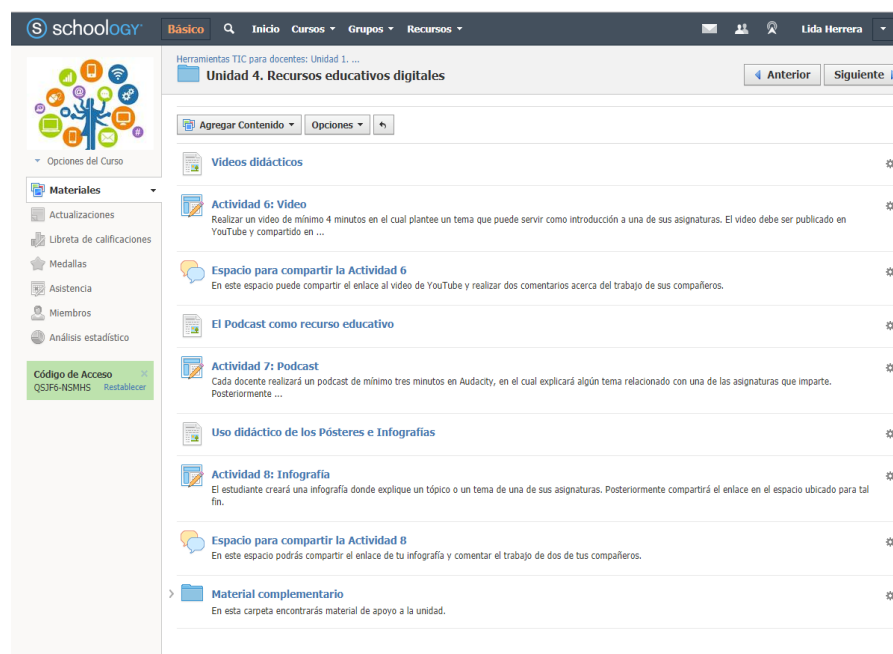 S schoology Básico Inicio Cursos Grupos Recursos Lida Herrera
Herramientas TIC para docentes: Unidad 1. ...
Unidad 4. Recursos educativos digitales
Anterior Siguiente
Opciones del Curso
Materiales
Actualizaciones
Libreta de calificaciones
Medallas
Asistencia
Miembros
Análisis estadístico
Código de Acceso
QSJF6-NSMHS Restablecer
Agregar Contenido Opciones
Videos didácticos
Actividad 6: Video
Realizar un video de mínimo 4 minutos en el cual plantee un tema que puede servir como introducción a una de sus asignaturas. El video debe ser publicado en
YouTube y compartido en ...
Espacio para compartir la Actividad 6
En este espacio puede compartir el enlace al video de YouTube y realizar dos comentarios acerca del trabajo de sus compañeros.
El Podcast como recurso educativo
Actividad 7: Podcast
Cada docente realizará un podcast de mínimo tres minutos en Audacity, en el cual explicará algún tema relacionado con una de las asignaturas que imparte.
Posteriormente ...
Uso didáctico de los Pósteres e Infografías
Actividad 8: Infografía
El estudiante creará una infografía donde explique un tópico o un tema de una de sus asignaturas. Posteriormente compartirá el enlace en el espacio ubicado para tal
fin.
Espacio para compartir la Actividad 8
En este espacio podrás compartir el enlace de tu infografía y comentar el trabajo de dos de tus compañeros.
Material complementario
En esta carpeta encontrarás material de apoyo a la unidad.